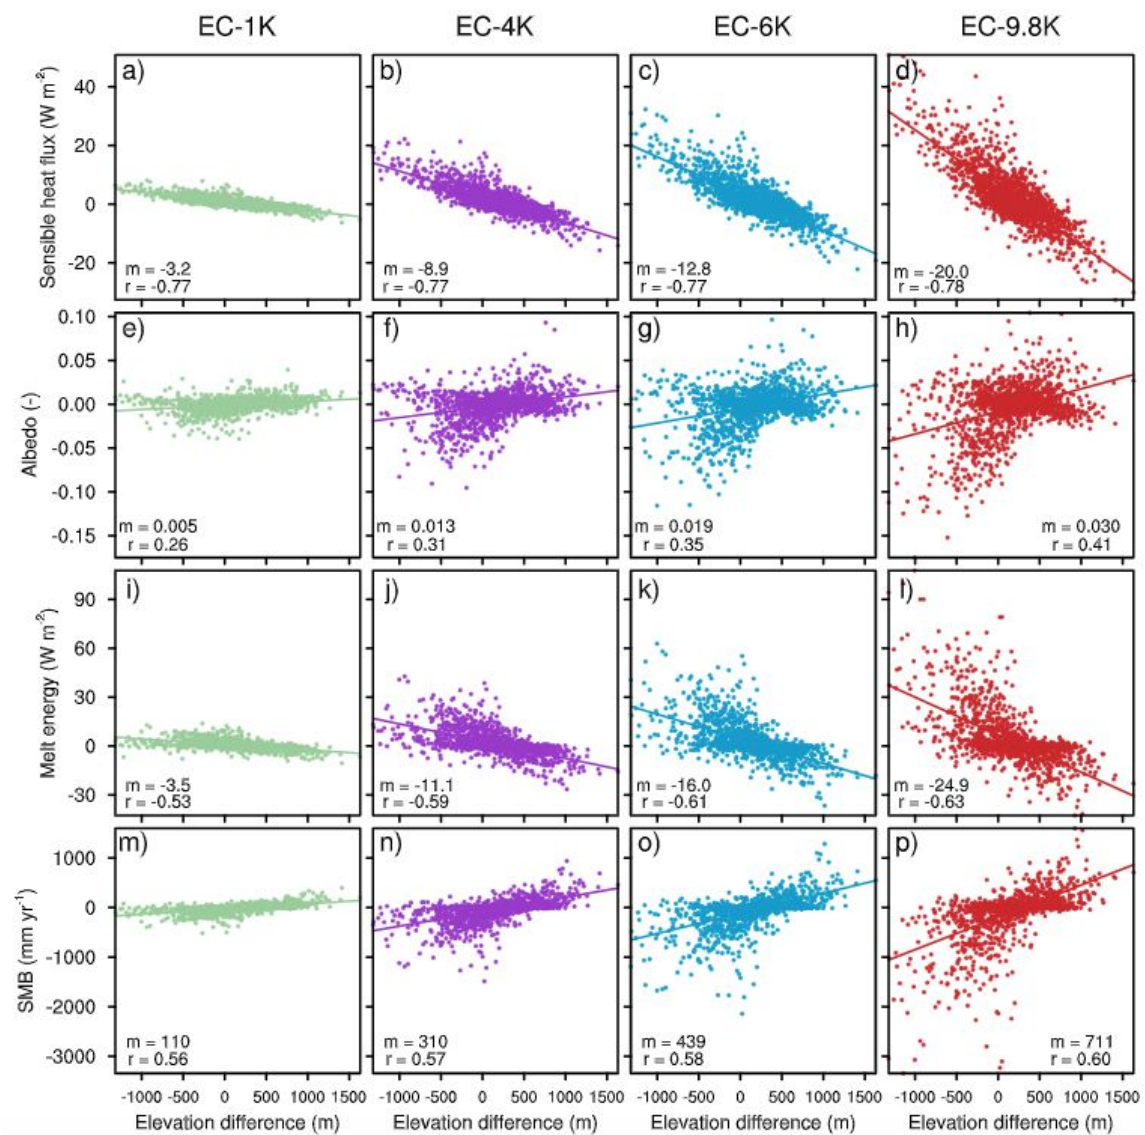 EC-1K EC-4K EC-6K EC-9.8K
a) b) c) d)
Sensible heat flux (W m⁻²)
40
20
0
-20
m = -3.2 m = -8.9 m = -12.8 m = -20.0
r = -0.77 r = -0.77 r = -0.77 r = -0.78
e) f) g) h)
Albedo (-)
0.10
0.05
0.00
-0.05
-0.10
-0.15
m = 0.005 m = 0.013 m = 0.019 m = 0.030
r = 0.26 r = 0.31 r = 0.35 r = 0.41
i) j) k) l)
Melt energy (W m⁻²)
90
60
30
0
-30
m = -3.5 m = -11.1 m = -16.0 m = -24.9
r = -0.53 r = -0.59 r = -0.61 r = -0.63
m) n) o) p)
SMB (mm yr⁻¹)
1000
0
-1000
-2000
-3000
m = 110 m = 310 m = 439 m = 711
r = 0.56 r = 0.57 r = 0.58 r = 0.60
-1000 -500 0 500 1000 1500 -1000 -500 0 500 1000 1500 -1000 -500 0 500 1000 1500 -1000 -500 0 500 1000 1500
Elevation difference (m) Elevation difference (m) Elevation difference (m) Elevation difference (m)